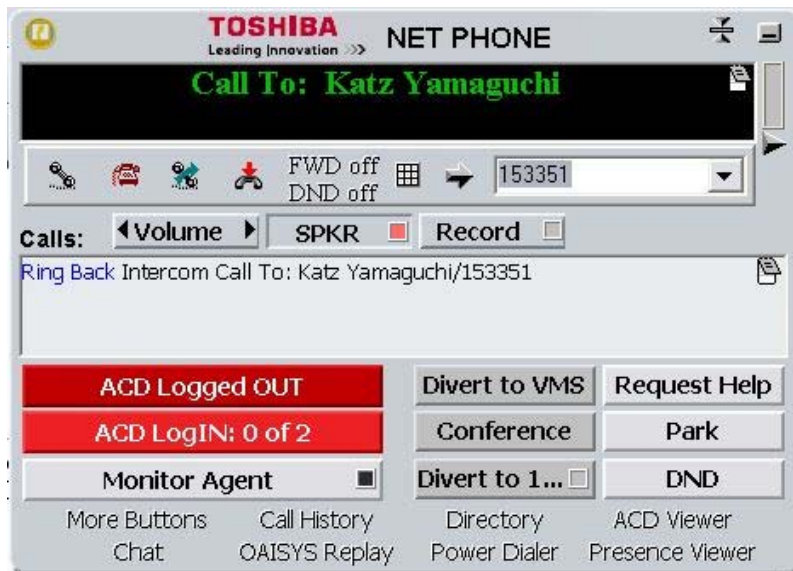 TOSHIBA
Leading Innovation >>> NET PHONE
Call To: Katz Yamaguchi
FWD off
DND off
153351
Calls: Volume SPKR Record
Ring Back Intercom Call To: Katz Yamaguchi/153351
ACD Logged OUT Divert to VMS Request Help
ACD LogIN: 0 of 2 Conference Park
Monitor Agent Divert to 1... DND
More Buttons Call History Directory ACD Viewer
Chat OAISYS Replay Power Dialer Presence Viewer